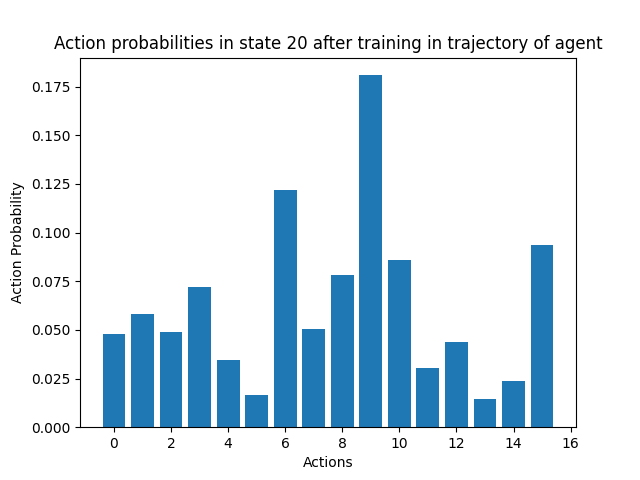 Action probabilities in state 20 after training in trajectory of agent
0.175
0.150
0.125
0.100
0.075
0.050
0.025
0.000
Action Probability
0 2 4 6 8 10 12 14 16
Actions